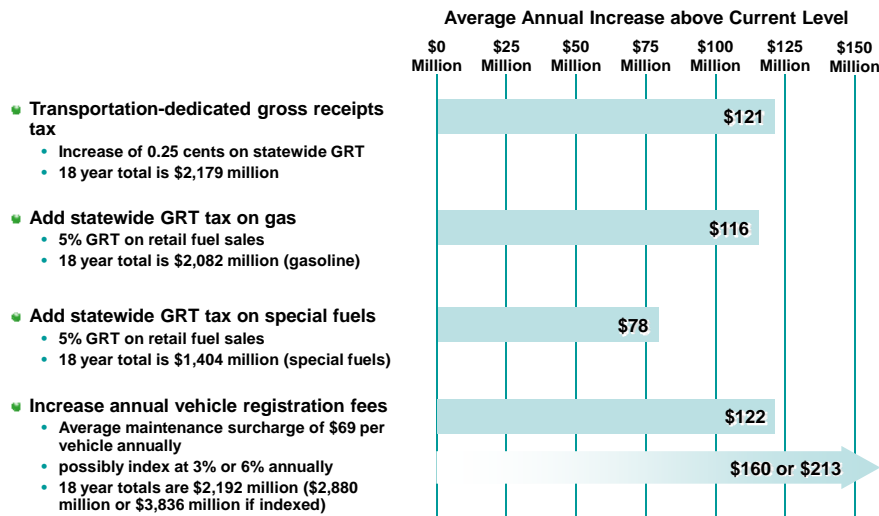 Average Annual Increase above Current Level
$0 Million
$25 Million
$50 Million
$75 Million
$100 Million
$125 Million
$150 Million
Transportation-dedicated gross receipts
tax
Increase of 0.25 cents on statewide GRT
18 year total is $2,179 million
$121
Add statewide GRT tax on gas
5% GRT on retail fuel sales
18 year total is $2,082 million (gasoline)
$116
Add statewide GRT tax on special fuels
5% GRT on retail fuel sales
18 year total is $1,404 million (special fuels)
$78
Increase annual vehicle registration fees
Average maintenance surcharge of $69 per
vehicle annually
possibly index at 3% or 6% annually
18 year totals are $2,192 million ($2,880
million or $3,836 million if indexed)
$122
$160 or $213